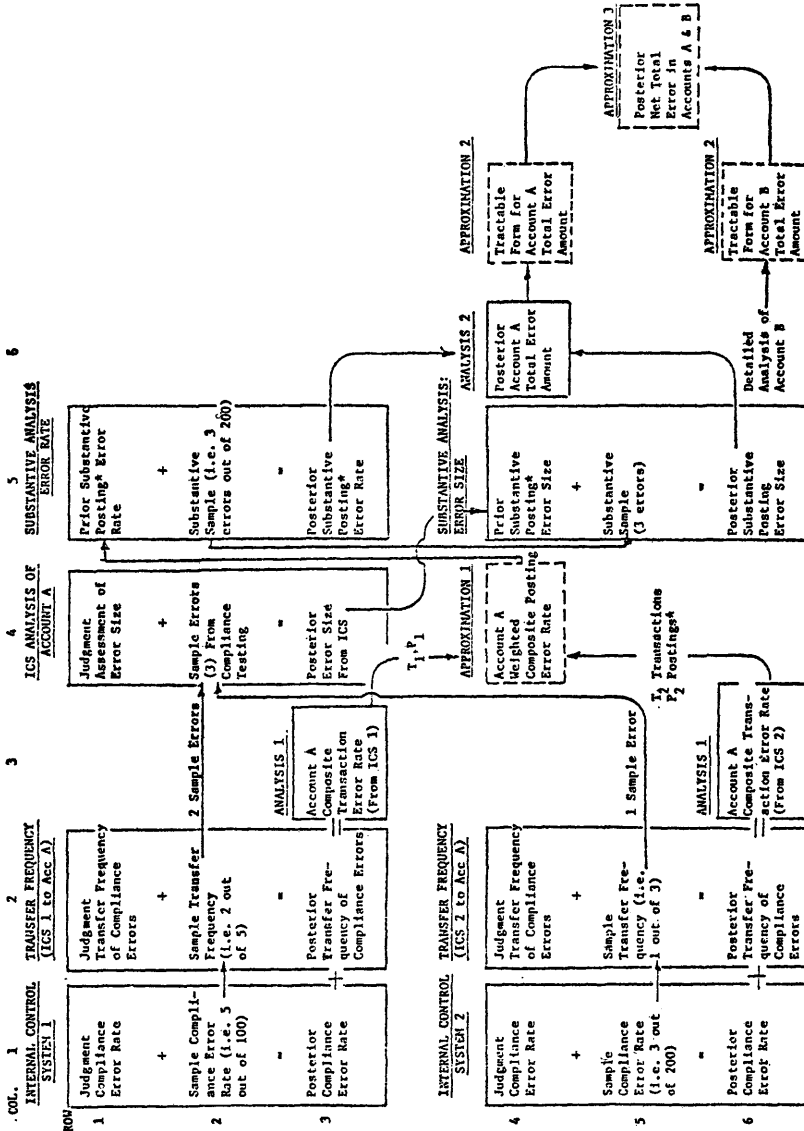 COL. 1
2
3
4
5
6
INTERNAL CONTROL
SYSTEM 1
TRANSFER FREQUENCY
(ICS 1 to Acc A)
ICS ANALYSIS OF
ACCOUNT A
SUBSTANTIVE ANALYSIS
ERROR RATE
ROW
1
Judgment
Compliance
Error Rate
+
2
Sample Compli-
ance Error
Rate (i.e. 5
out of 100)
=
3
Posterior
Compliance
Error Rate
Judgment
Transfer Frequency
of Compliance
Errors
+
Sample Transfer
Frequency
(i.e. 2 out
of 5)
=
Posterior
Transfer Fre-
quency of
Compliance Errors
2 Sample Errors
ANALYSIS 1
Account A
Composite
Transaction
Error Rate
(From ICS 1)
Judgment
Assessment of
Error Size
+
Sample Errors
(3) From
Compliance
Testing
=
Posterior
Error Size
From ICS
T1,P1
Prior Substantive
Posting* Error
Rate
+
Substantive
Sample (i.e. 3
errors out of 200)
=
Posterior
Substantive
Posting*
Error Rate
INTERNAL CONTROL
SYSTEM 2
TRANSFER FREQUENCY
(ICS 2 to Acc A)
4
Judgment
Compliance
Error Rate
+
5
Sample
Compliance
Error Rate
(i.e. 3 out
of 200)
=
6
Posterior
Compliance
Error Rate
Judgment
Transfer Frequency
of Compliance
Errors
+
Sample
Transfer Fre-
quency (i.e.
1 out of 3)
=
Posterior
Transfer Fre-
quency of
Compliance
Errors
1 Sample Error
ANALYSIS 1
Account A
Composite Trans-
action Error Rate
(From ICS 2)
APPROXIMATION 1
Account A
Weighted
Composite Posting
Error Rate
T2 Transactions
P2 Postings*
SUBSTANTIVE ANALYSIS:
ERROR SIZE
Prior
Substantive
Posting*
Error Size
+
Substantive
Sample
(3 errors)
=
Posterior
Substantive
Posting
Error Size
ANALYSIS 2
Posterior
Account A
Total Error
Amount
Detailed
Analysis of
Account B
APPROXIMATION 2
Tractable
Form for
Account A
Total Error
Amount
APPROXIMATION 2
Tractable
Form for
Account B
Total Error
Amount
APPROXIMATION 3
Posterior
Net Total
Error in
Accounts A & B